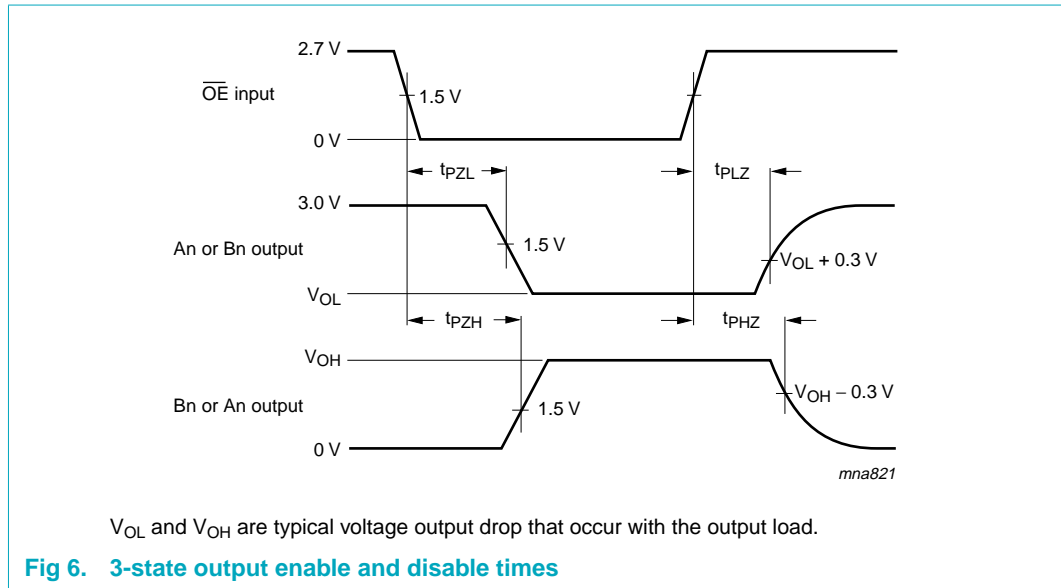 2.7 V
OE input
1.5 V
0 V
tPZL
tPLZ
3.0 V
An or Bn output
1.5 V
VOL + 0.3 V
VOL
tPZH
tPHZ
VOH
VOH − 0.3 V
Bn or An output
1.5 V
0 V
mna821
VOL and VOH are typical voltage output drop that occur with the output load.
Fig 6. 3-state output enable and disable times